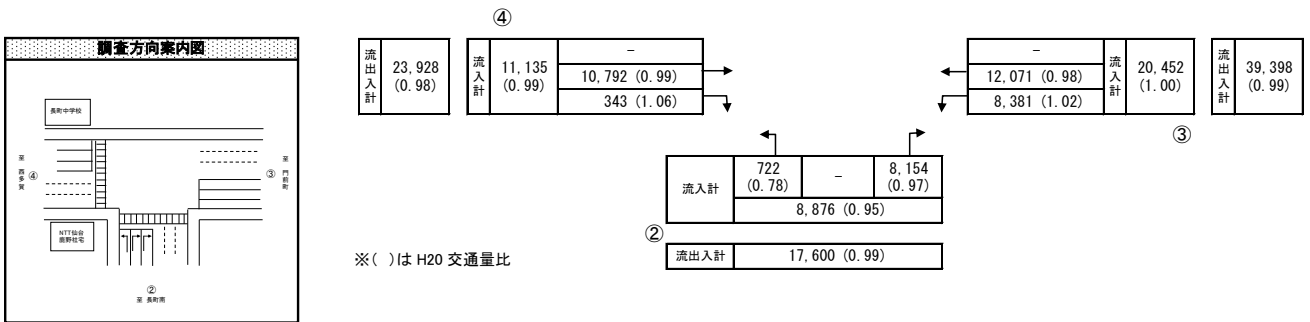 調査方向案内図
長町中学校
至 西多賀 ④
③ 至 門前町
NTT仙台
鹿野社宅
②
至 長町南
④
流出入計 23,928 (0.98)
流入計 11,135 (0.99)
-
10,792 (0.99)
343 (1.06)
-
12,071 (0.98)
8,381 (1.02)
流入計 20,452 (1.00)
流出入計 39,398 (0.99)
③
流入計
722 (0.78)
-
8,154 (0.97)
8,876 (0.95)
②
流出入計 17,600 (0.99)
※( )は H20 交通量比